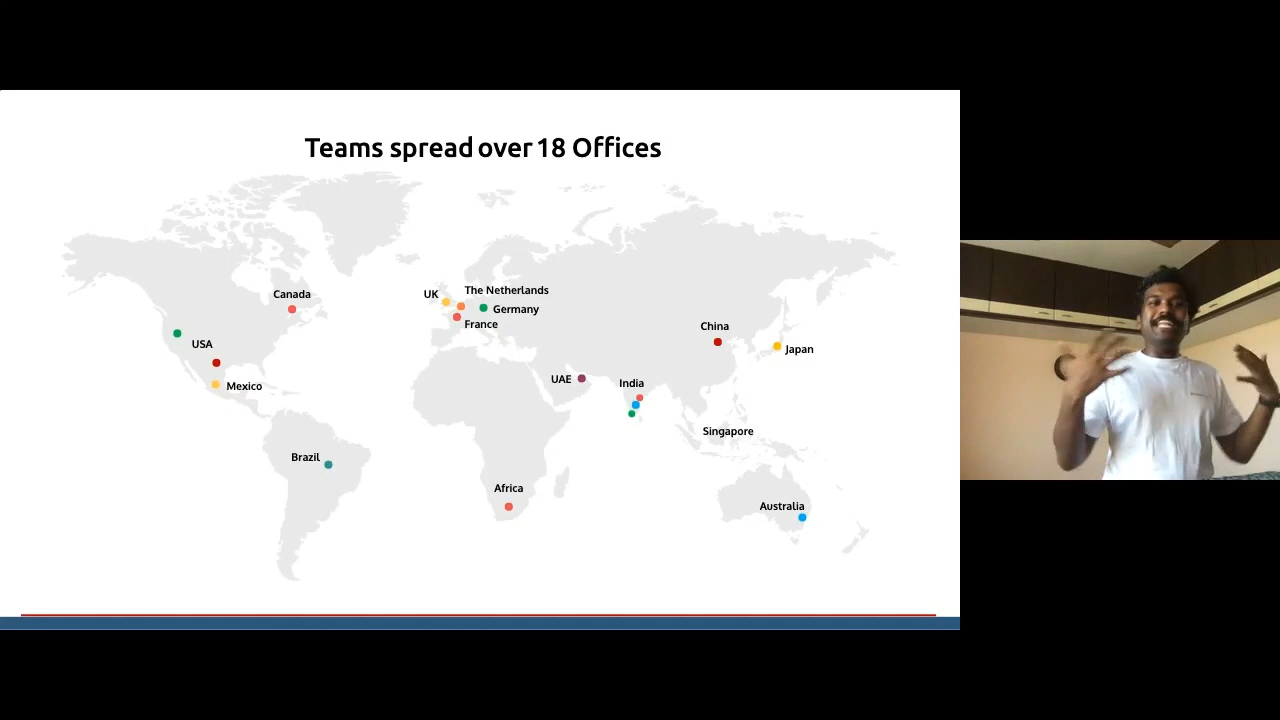 Teams spread over 18 Offices
Canada
UK
The Netherlands
Germany
France
USA
China
Japan
Mexico
UAE
India
Singapore
Brazil
Africa
Australia